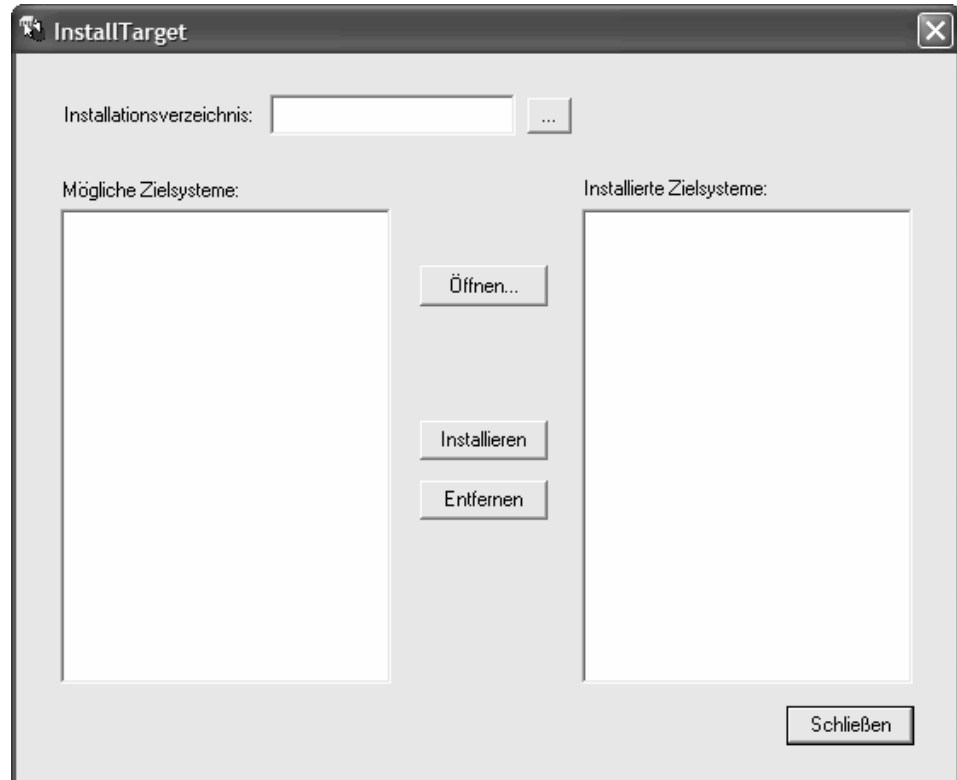 InstallTarget
Installationsverzeichnis:
...
Mögliche Zielsysteme:
Installierte Zielsysteme:
Öffnen...
Installieren
Entfernen
Schließen